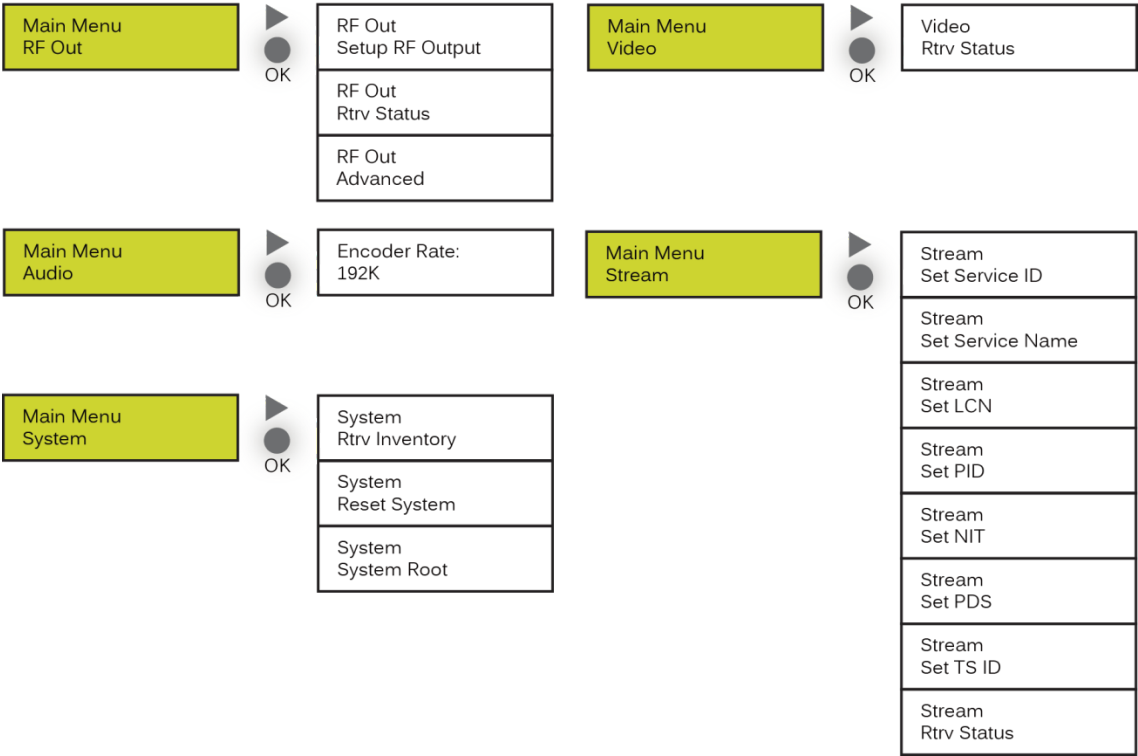 Main Menu
RF Out
OK
RF Out
Setup RF Output
RF Out
Rtrv Status
RF Out
Advanced
Main Menu
Video
OK
Video
Rtrv Status
Main Menu
Audio
OK
Encoder Rate:
192K
Main Menu
Stream
OK
Stream
Set Service ID
Stream
Set Service Name
Stream
Set LCN
Stream
Set PID
Stream
Set NIT
Stream
Set PDS
Stream
Set TS ID
Stream
Rtrv Status
Main Menu
System
OK
System
Rtrv Inventory
System
Reset System
System
System Root